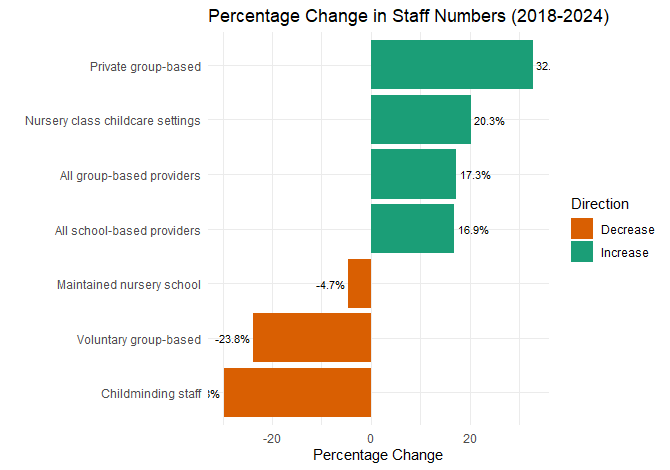 Percentage Change in Staff Numbers (2018-2024)
Private group-based
32.
Nursery class childcare settings
20.3%
All group-based providers
17.3%
All school-based providers
16.9%
Maintained nursery school
-4.7%
Voluntary group-based
-23.8%
Childminding staff
%
-20
0
20
Percentage Change
Direction
Decrease
Increase